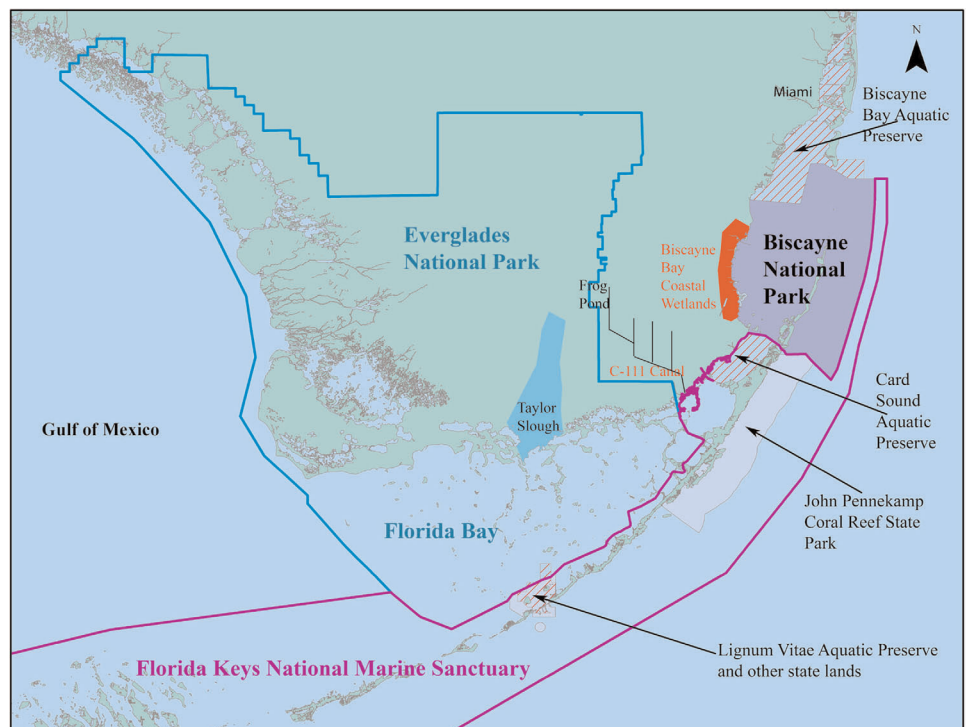 N
Miami
Biscayne
Bay Aquatic
Preserve
Everglades
National Park
Biscayne
Bay
Coastal
Wetlands
Biscayne
National
Park
Frog
Pond
C-111 Canal
Taylor
Slough
Card
Sound
Aquatic
Preserve
Gulf of Mexico
John Pennekamp
Coral Reef State
Park
Florida Bay
Lignum Vitae Aquatic Preserve
and other state lands
Florida Keys National Marine Sanctuary